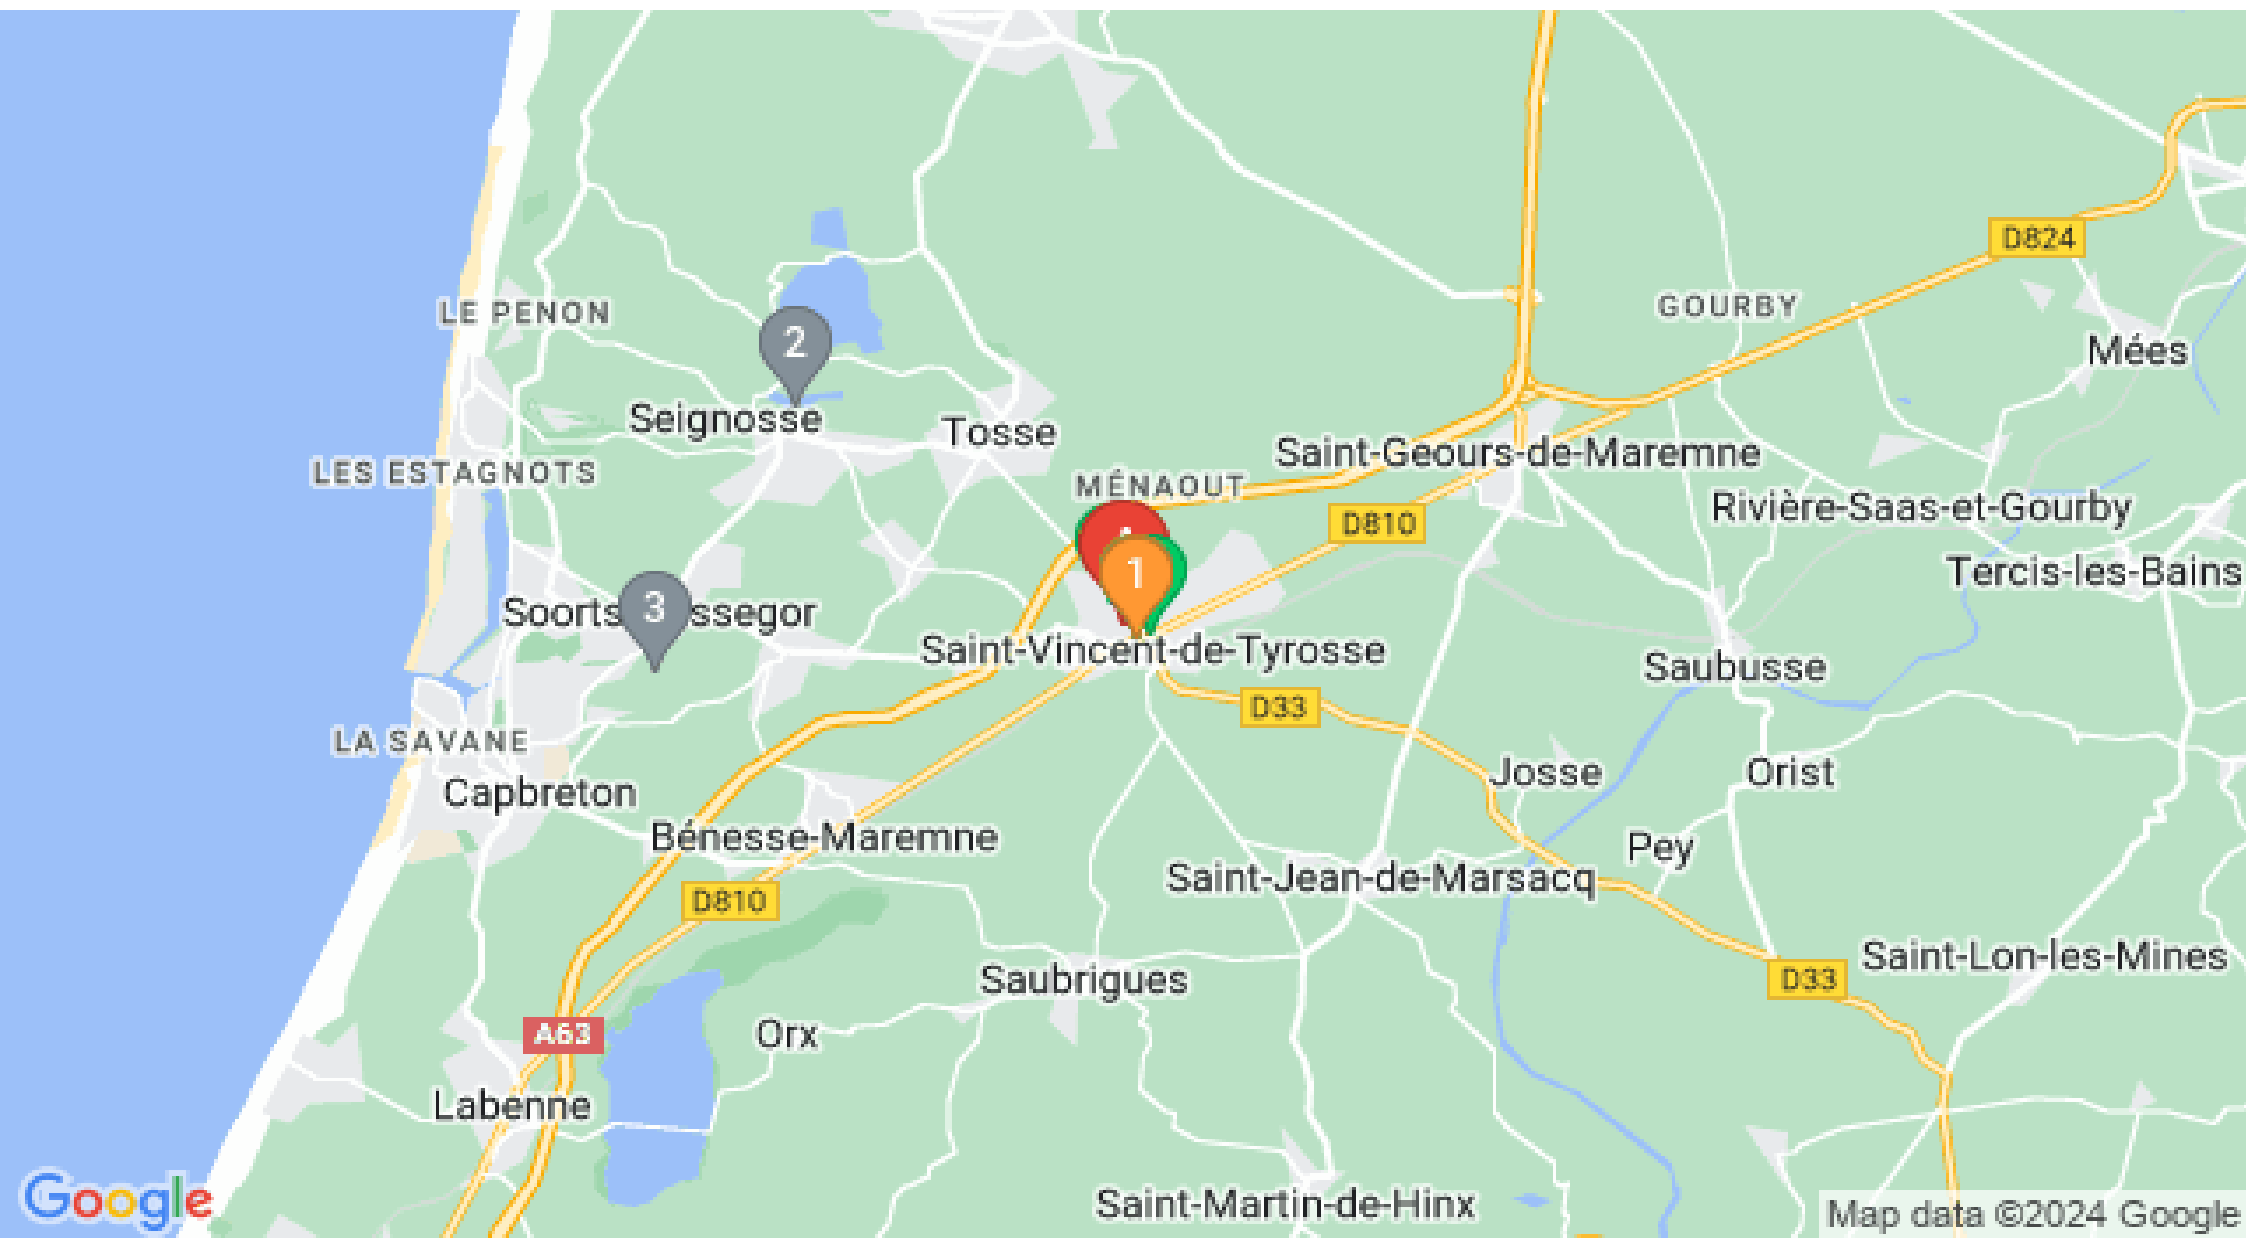 D824
LE PENON
GOURBY
2
Mées
Seignosse
Tosse
Saint-Geours-de-Maremne
LES ESTAGNOTS
MÉNAOUT
Rivière-Saas-et-Gourby
D810
1
Tercis-les-Bains
3
Soorts ssegor
Saint-Vincent-de-Tyrosse
Saubusse
D33
LA SAVANE
Josse
Orist
Capbreton
Bénesse-Maremne
Pey
Saint-Jean-de-Marsacq
D810
Saint-Lon-les-Mines
Saubrigues
D33
A63
Orx
Labenne
Google
Saint-Martin-de-Hinx
Map data ©2024 Google